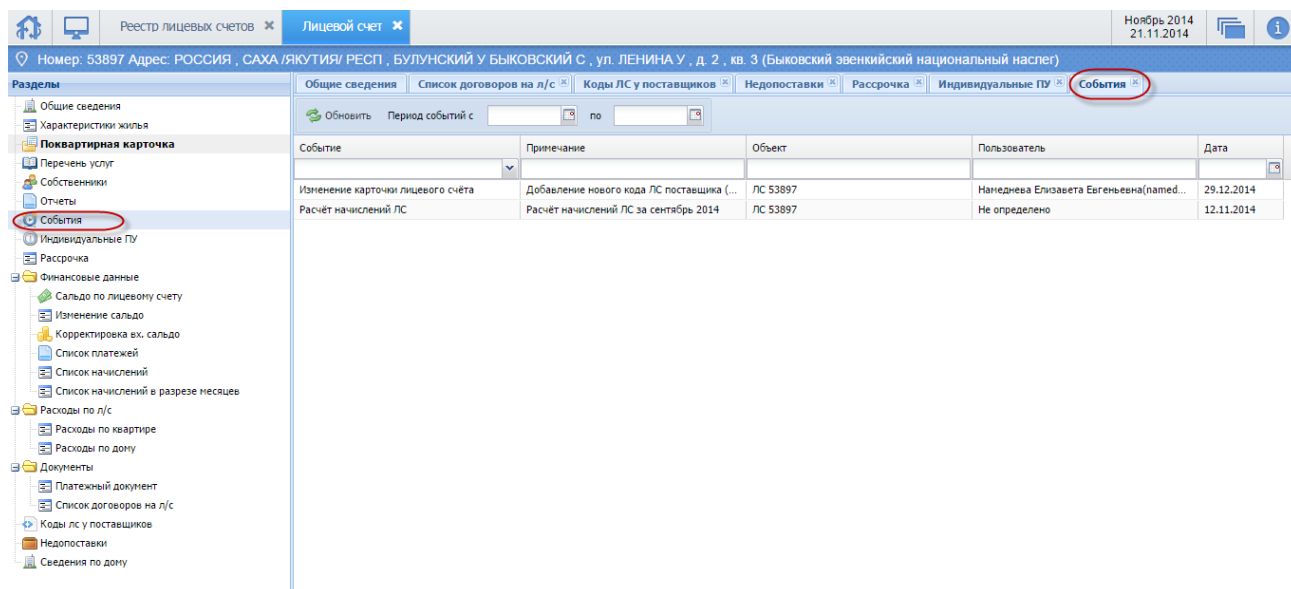 Реестр лицевых счетов
Лицевой счет
Ноябрь 2014
21.11.2014
Номер: 53897 Адрес: РОССИЯ , САХА /ЯКУТИЯ/ РЕСП , БУЛУНСКИЙ У БЫКОВСКИЙ С , ул. ЛЕНИНА У , д. 2 , кв. 3 (Быковский эвенкийский национальный наслег)
Разделы
Общие сведения
Характеристики жилья
Поквартирная карточка
Перечень услуг
Собственники
Отчеты
События
Индивидуальные ПУ
Рассрочка
Финансовые данные
Сальдо по лицевому счету
Изменение сальдо
Корректировка вх. сальдо
Список платежей
Список начислений
Список начислений в разрезе месяцев
Расходы по л/с
Расходы по квартире
Расходы по дому
Документы
Платежный документ
Список договоров на л/с
Коды лс у поставщиков
Недопоставки
Сведения по дому
Общие сведения Список договоров на л/с Коды ЛС у поставщиков Недопоставки Рассрочка Индивидуальные ПУ События
Обновить Период событий с по
Событие Примечание Объект Пользователь Дата
Изменение карточки лицевого счёта Добавление нового кода ЛС поставщика (... ЛС 53897 Намеднева Елизавета Евгеньевна(named... 29.12.2014
Расчёт начислений ЛС Расчёт начислений ЛС за сентябрь 2014 ЛС 53897 Не определено 12.11.2014